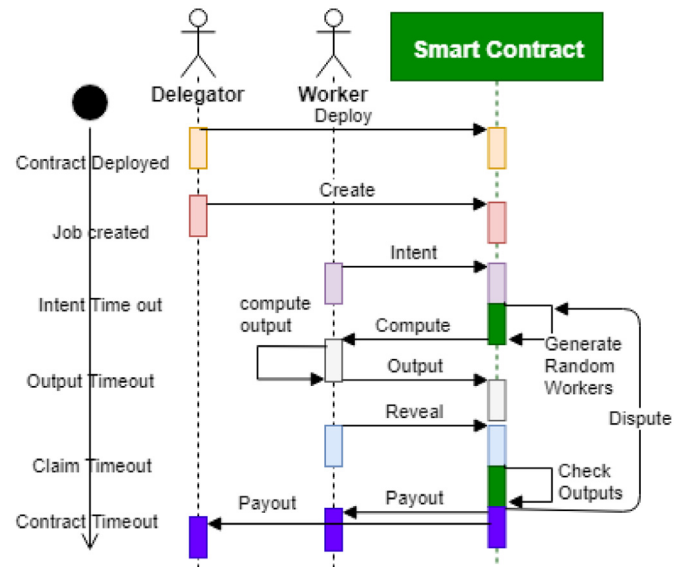 Smart Contract
Delegator
Worker
Deploy
Contract Deployed
Create
Job created
Intent
Intent Time out
compute
output
Compute
Generate
Random
Workers
Output Timeout
Output
Dispute
Reveal
Claim Timeout
Check
Outputs
Contract Timeout
Payout
Payout